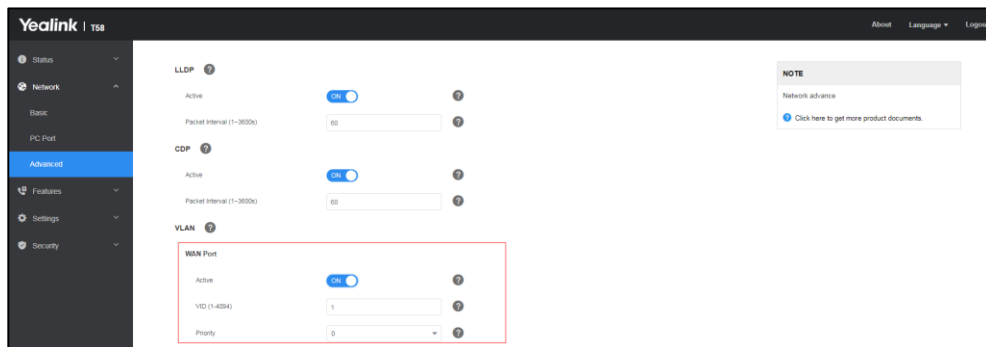 Yealink | T58
About Language Logou
Status
Network
Basic
PC Port
Advanced
Features
Settings
Security
LLDP
Active ON
Packet Interval (1~3600s) 60
CDP
Active ON
Packet Interval (1~3600s) 60
VLAN
WAN Port
Active ON
VID (1-4094) 1
Priority 0
NOTE
Network advance
Click here to get more product documents.